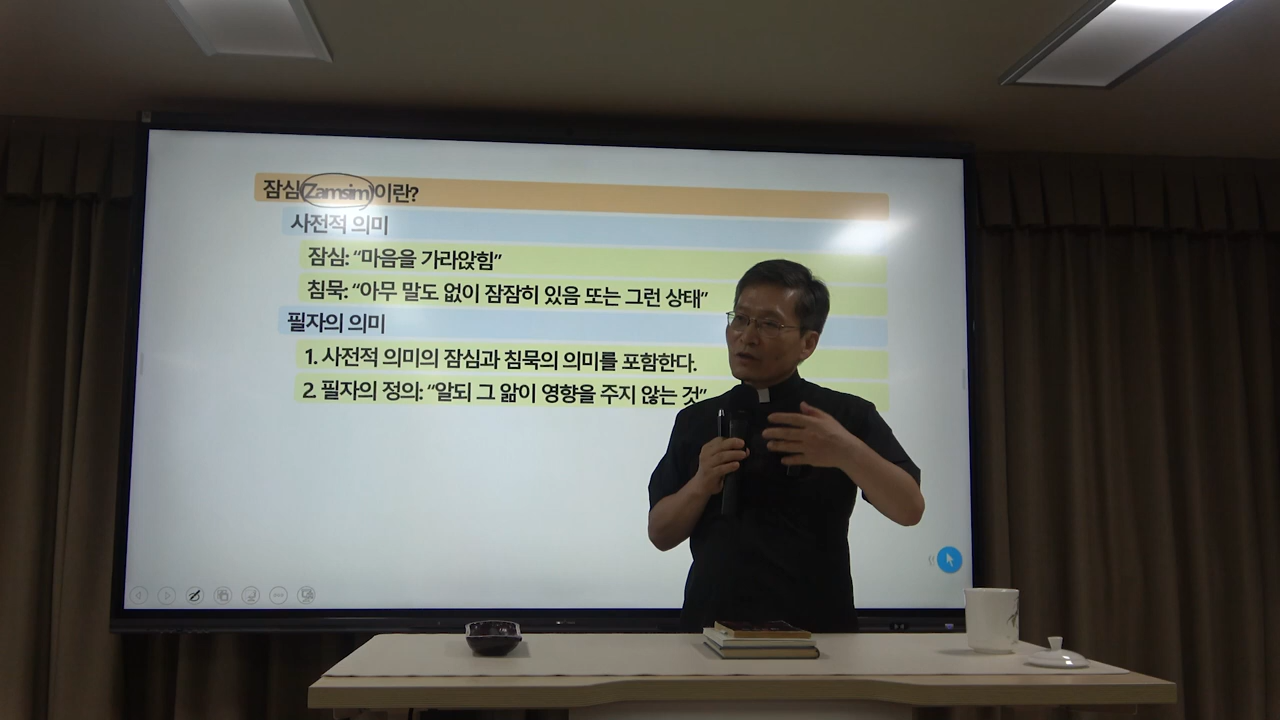 잠심(Zamsim)이란?
사전적 의미
잠심: “마음을 가라앉힘”
침묵: “아무 말도 없이 잠잠히 있음 또는 그런 상태”
필자의 의미
1. 사전적 의미의 잠심과 침묵의 의미를 포함한다.
2. 필자의 정의: “알되 그 앎이 영향을 주지 않는 것”